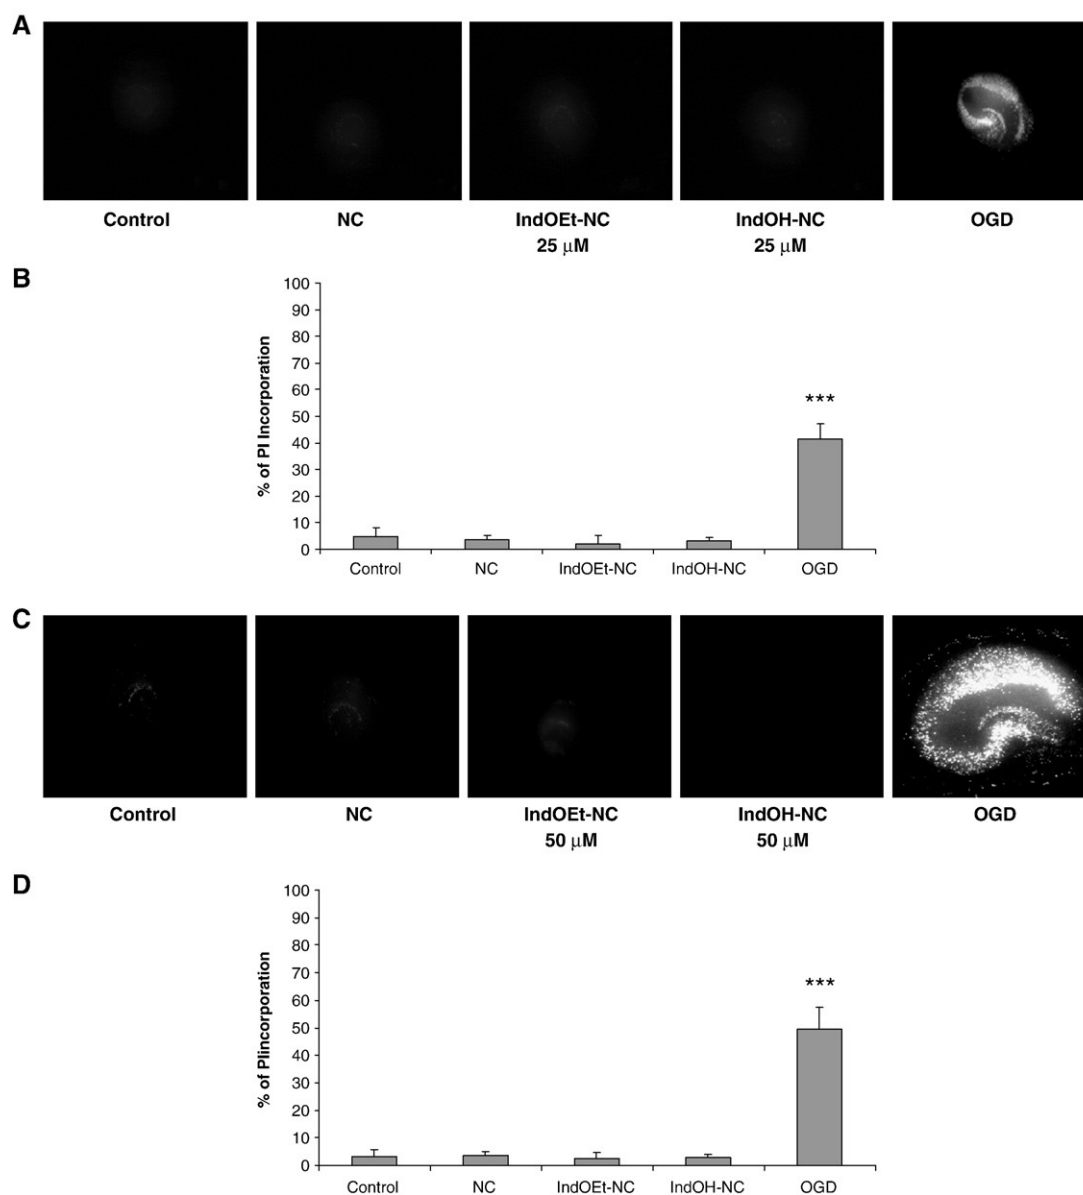 A
Control
NC
IndOEt-NC
25 μM
IndOH-NC
25 μM
OGD
B
% of PI Incorporation
100
90
80
70
60
50
40
30
20
10
0
***
Control
NC
IndOEt-NC
IndOH-NC
OGD
C
Control
NC
IndOEt-NC
50 μM
IndOH-NC
50 μM
OGD
D
% of PIincorporation
100
90
80
70
60
50
40
30
20
10
0
***
Control
NC
IndOEt-NC
IndOH-NC
OGD